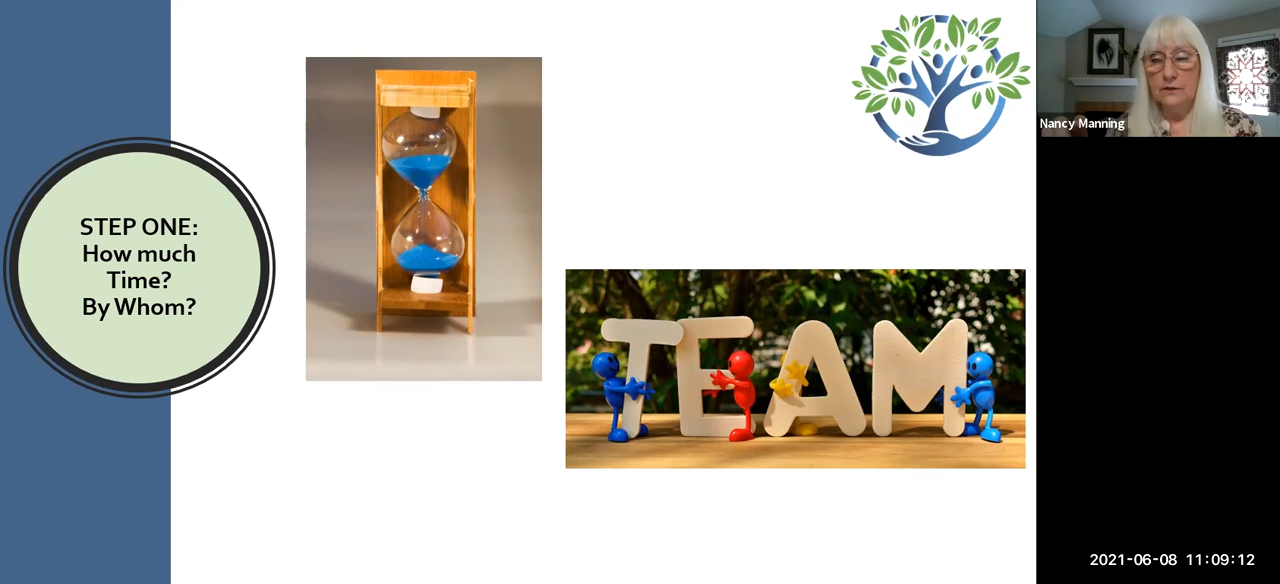 STEP ONE:
How much
Time?
By Whom?
TEAM
Nancy Manning
2021-06-08 11:09:12